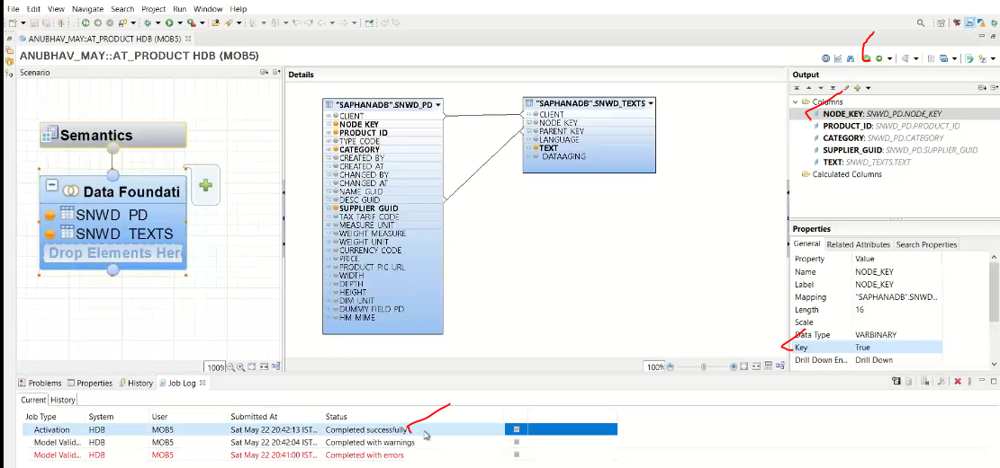 File Edit View Navigate Search Project Run Window Help
ANUBHAV_MAY::AT_PRODUCT HDB (MOB5)
ANUBHAV_MAY::AT_PRODUCT HDB (MOB5)
Scenario
Semantics
Data Foundati
SNWD_PD
SNWD_TEXTS
Drop Elements Here
100%
Details
"SAPHANADB".SNWD_PD
CLIENT
NODE KEY
PRODUCT ID
TYPE CODE
CATEGORY
CREATED BY
CREATED AT
CHANGED BY
CHANGED AT
NAME GUID
DESC GUID
SUPPLIER GUID
TAX TARIF CODE
MEASURE UNIT
WEIGHT MEASURE
WEIGHT UNIT
CURRENCY CODE
PRICE
PRODUCT PIC URL
WIDTH
DEPTH
HEIGHT
DIM UNIT
DUMMY FIELD PD
HM MIME
"SAPHANADB".SNWD_TEXTS
CLIENT
NODE KEY
PARENT KEY
LANGUAGE
TEXT
DATAAGING
100%
Output
Columns
NODE_KEY: SNWD_PD.NODE_KEY
PRODUCT_ID: SNWD_PD.PRODUCT_ID
CATEGORY: SNWD_PD.CATEGORY
SUPPLIER_GUID: SNWD_PD.SUPPLIER_GUID
TEXT: SNWD_TEXTS.TEXT
Calculated Columns
Properties
General Related Attributes Search Properties
Property Value
Name NODE_KEY
Label NODE_KEY
Mapping "SAPHANADB".SNWD...
Length 16
Scale
Data Type VARBINARY
Key True
Drill Down En... Drill Down
Problems Properties History Job Log
Current History
Job Type System User Submitted At Status
Activation HDB MOB5 Sat May 22 20:42:13 IST... Completed successfully
Model Valid... HDB MOB5 Sat May 22 20:42:04 IST... Completed with warnings
Model Valid... HDB MOB5 Sat May 22 20:41:00 IST... Completed with errors